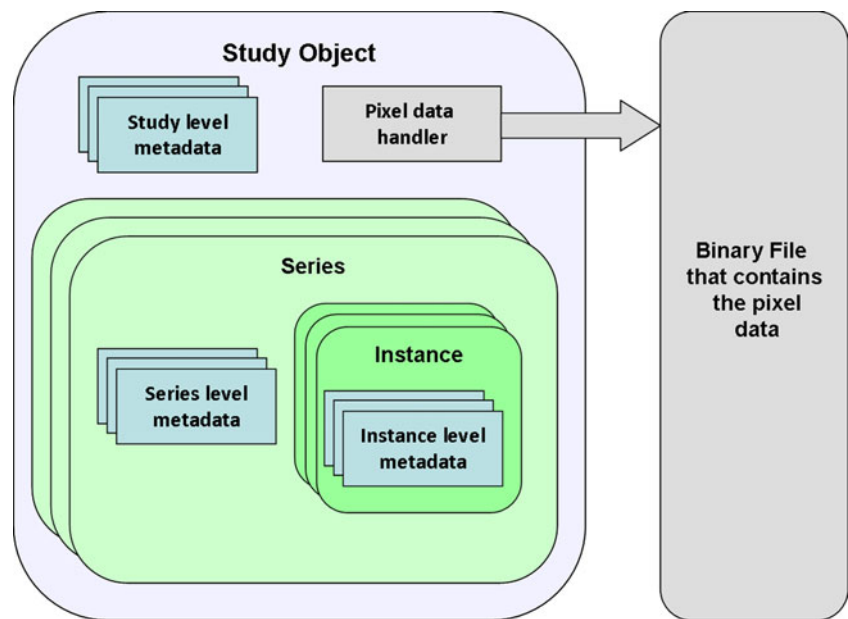 Study Object
Study level
metadata
Pixel data
handler
Series
Series level
metadata
Instance
Instance level
metadata
Binary File
that contains
the pixel
data